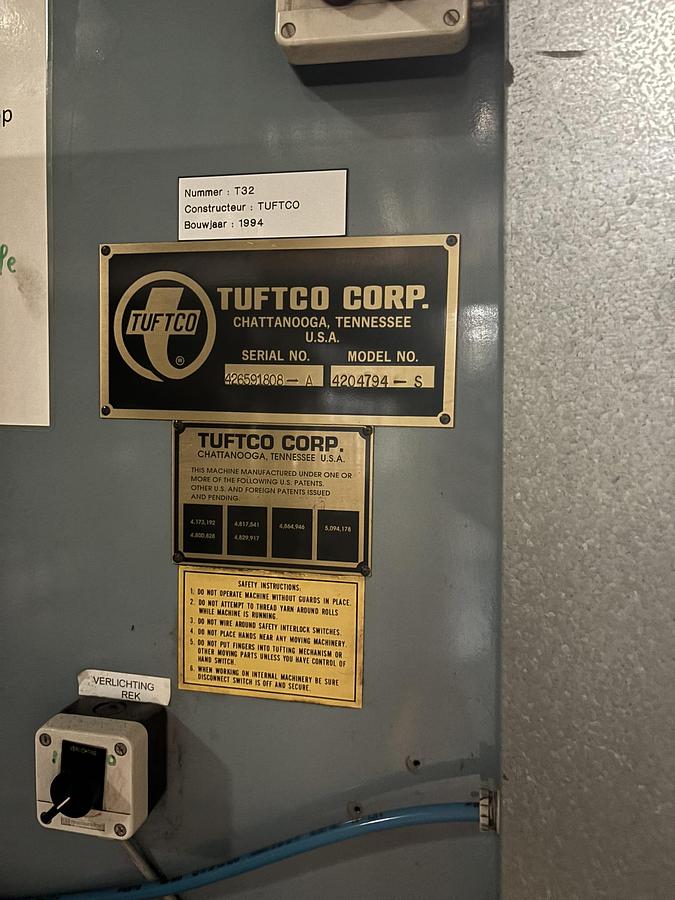 op
Nummer : T32
Constructeur : TUFTCO
Bouwjaar : 1994
TUFTCO
®
TUFTCO CORP.
CHATTANOOGA, TENNESSEE
U.S.A.
SERIAL NO. MODEL NO.
426591808 - A 4204794 - S
TUFTCO CORP.
CHATTANOOGA, TENNESSEE U.S.A.
THIS MACHINE MANUFACTURED UNDER ONE OR
MORE OF THE FOLLOWING U.S. PATENTS.
OTHER U.S. AND FOREIGN PATENTS ISSUED
AND PENDING.
4,173,192 4,817,541 4,864,946 5,094,178
4,800,828 4,829,917
SAFETY INSTRUCTIONS:
1. DO NOT OPERATE MACHINE WITHOUT GUARDS IN PLACE.
2. DO NOT ATTEMPT TO THREAD YARN AROUND ROLLS
WHILE MACHINE IS RUNNING.
3. DO NOT WIRE AROUND SAFETY INTERLOCK SWITCHES.
4. DO NOT PLACE HANDS NEAR ANY MOVING MACHINERY.
5. DO NOT PUT FINGERS INTO TUFTING MECHANISM OR
OTHER MOVING PARTS UNLESS YOU HAVE CONTROL OF
HAND SWITCH.
6. WHEN WORKING ON INTERNAL MACHINERY BE SURE
DISCONNECT SWITCH IS OFF AND SECURE.
VERLICHTING
REK
VERLICHTING